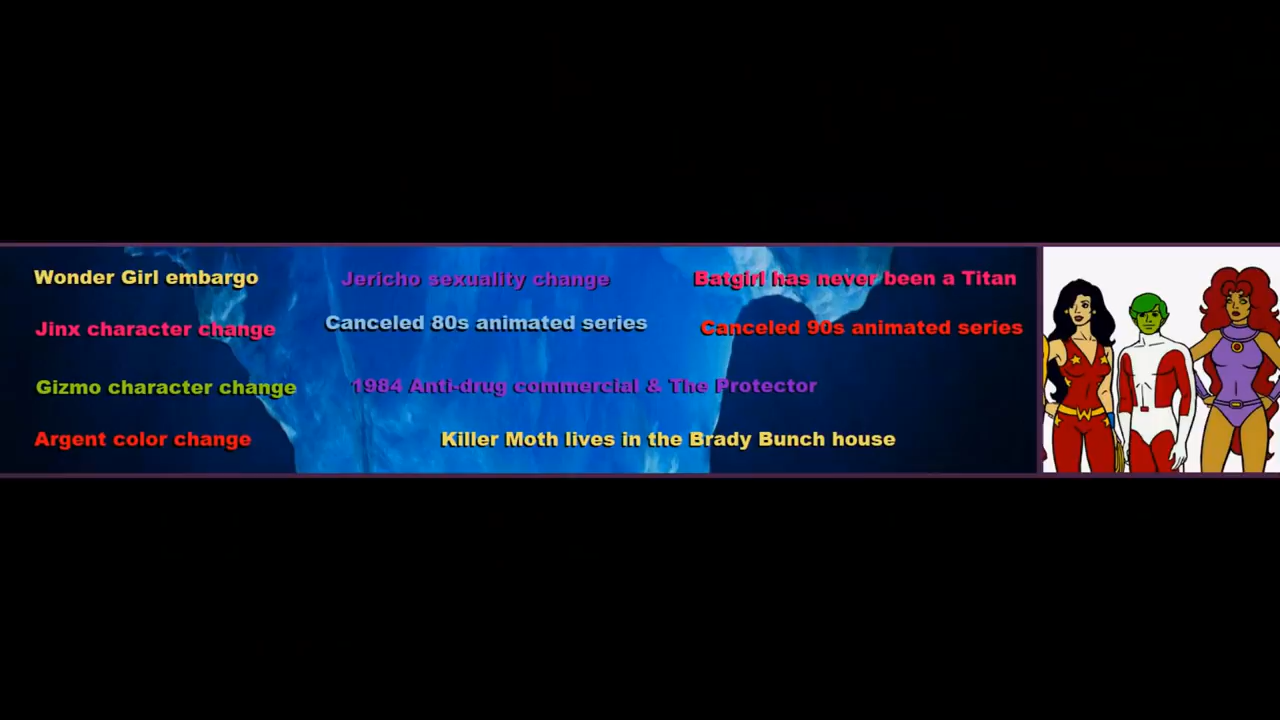 Wonder Girl embargo
Jericho sexuality change
Batgirl has never been a Titan
Jinx character change
Canceled 80s animated series
Canceled 90s animated series
Gizmo character change
1984 Anti-drug commercial & The Protector
Argent color change
Killer Moth lives in the Brady Bunch house